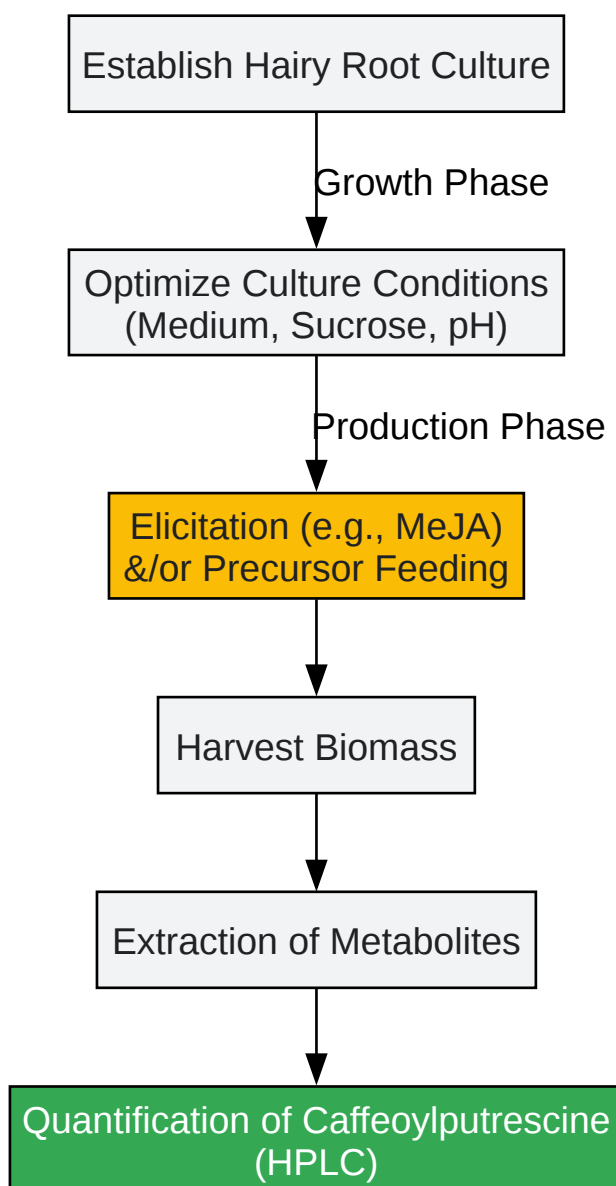 Establish Hairy Root Culture
Growth Phase
Optimize Culture Conditions
(Medium, Sucrose, pH)
Production Phase
Elicitation (e.g., MeJA)
&/or Precursor Feeding
Harvest Biomass
Extraction of Metabolites
Quantification of Caffeoylputrescine
(HPLC)